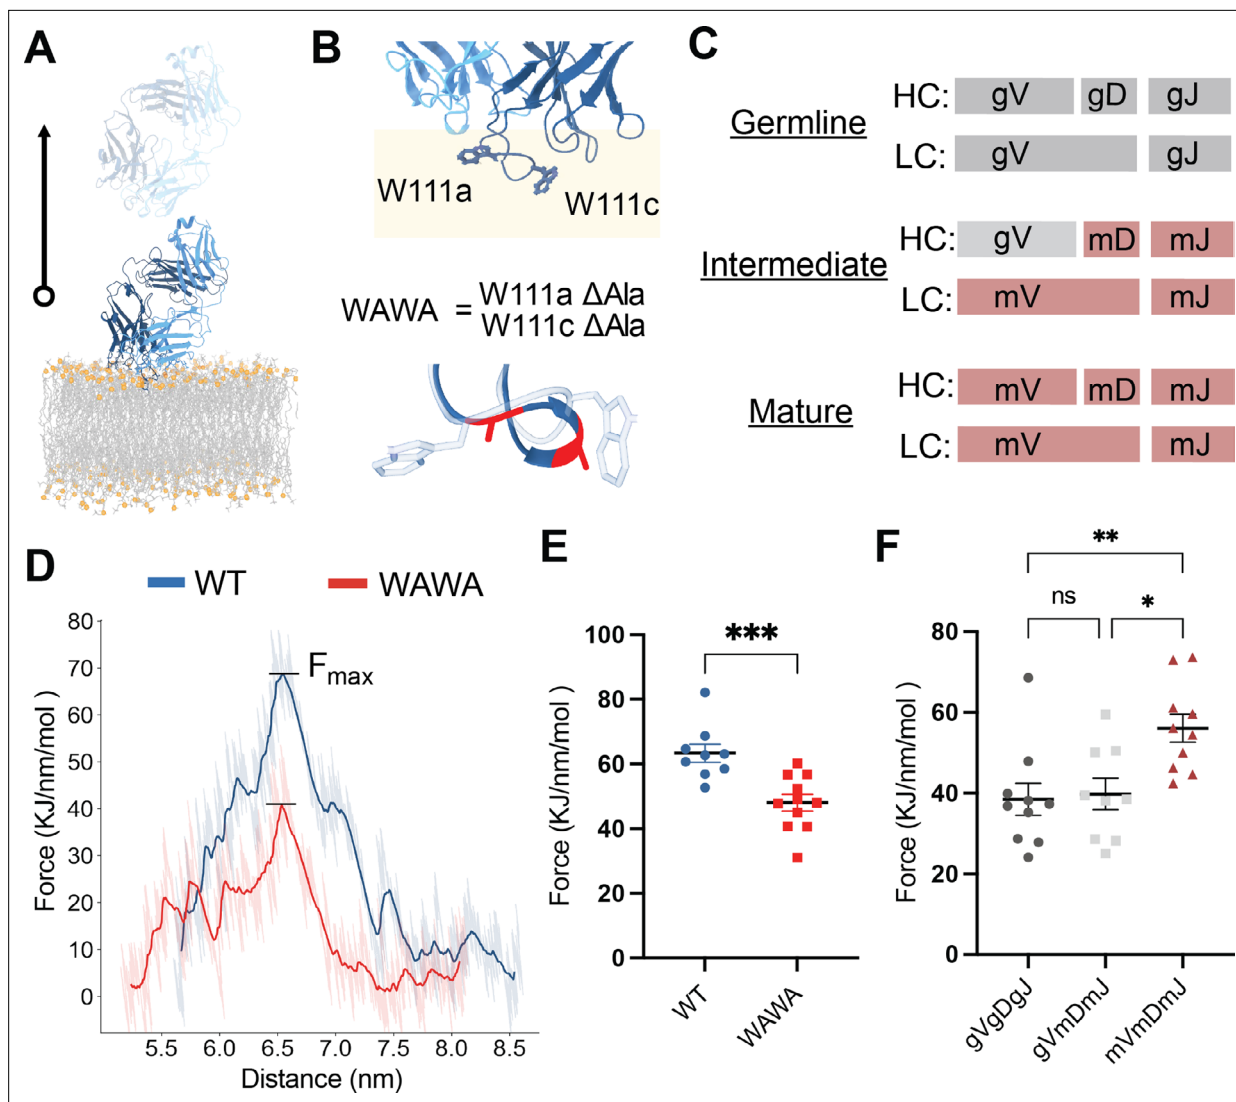 A
B
W111a
W111c
WAWA = W111a ΔAla
W111c ΔAla
C
Germline
HC: gV gD gJ
LC: gV gJ
Intermediate
HC: gV mD mJ
LC: mV mJ
Mature
HC: mV mD mJ
LC: mV mJ
D
WT WAWA
Fmax
Force (KJ/nm/mol)
80
70
60
50
40
30
20
10
0
5.5 6.0 6.5 7.0 7.5 8.0 8.5
Distance (nm)
E
***
Force (KJ/nm/mol )
100
80
60
40
20
0
WT
WAWA
F
**
ns *
Force (KJ/nm/mol )
80
60
40
20
0
gVgDgJ
gVmDmJ
mVmDmJ